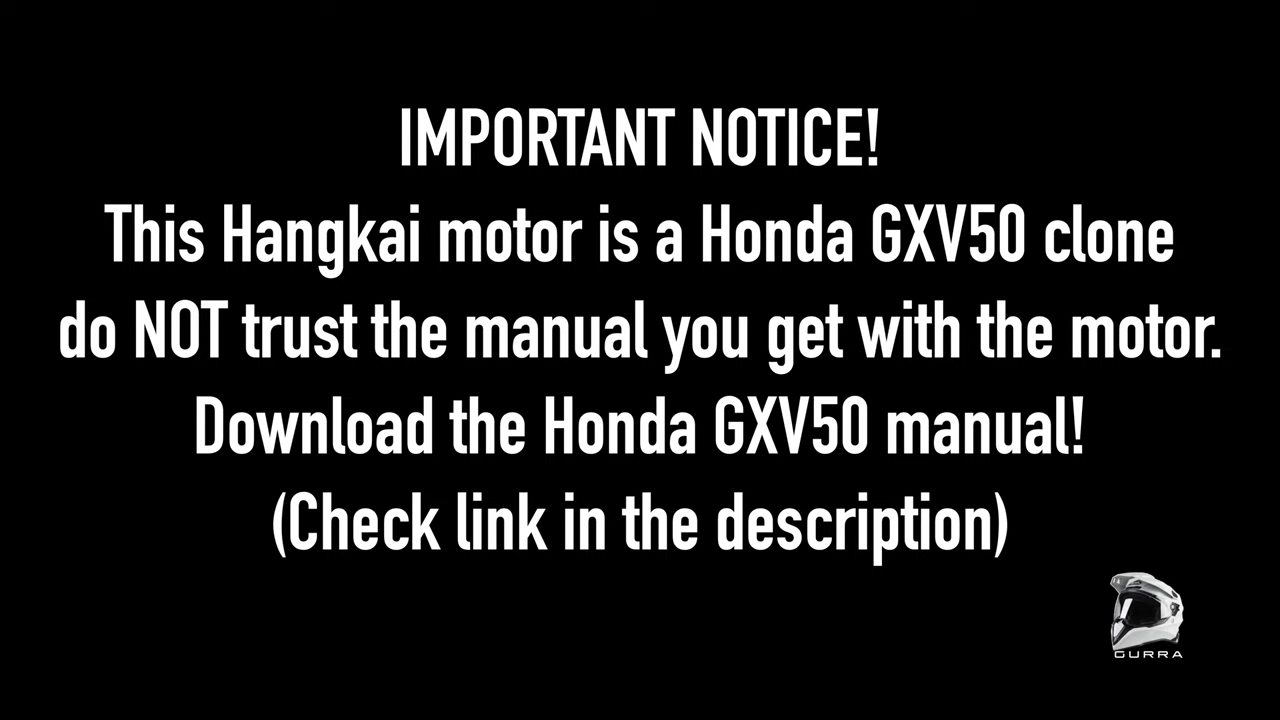 IMPORTANT NOTICE!
This Hangkai motor is a Honda GXV50 clone
do NOT trust the manual you get with the motor.
Download the Honda GXV50 manual!
(Check link in the description)
GURRA